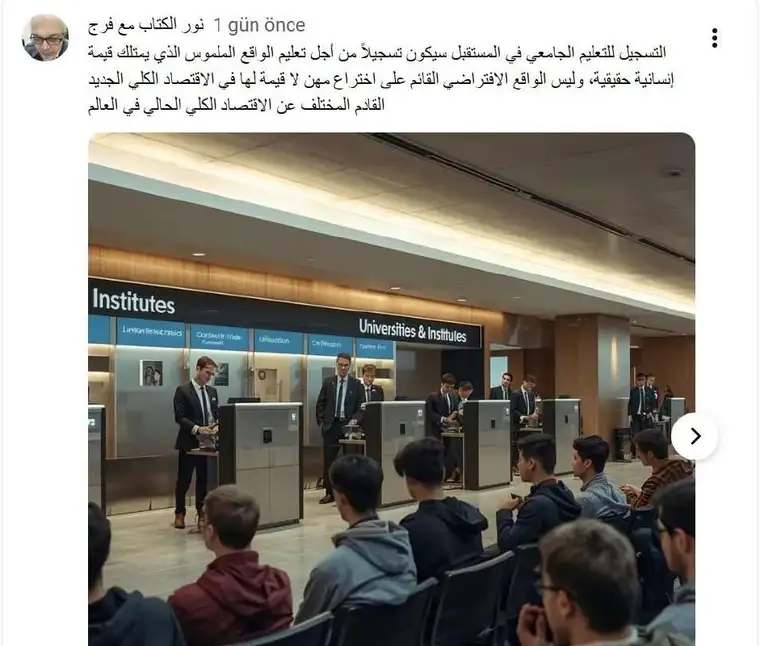 نور الكتاب مع فرج 1 gün önce
التسجيل للتعليم الجامعي في المستقبل سيكون تسجيلاً من أجل تعليم الواقع الملموس الذي يمتلك قيمة
إنسانية حقيقية، وليس الواقع الافتراضي القائم على اختراع مهن لا قيمة لها في الاقتصاد الكلي الجديد
القادم المختلف عن الاقتصاد الكلي الحالي في العالم
Institutes
Universities & Institules